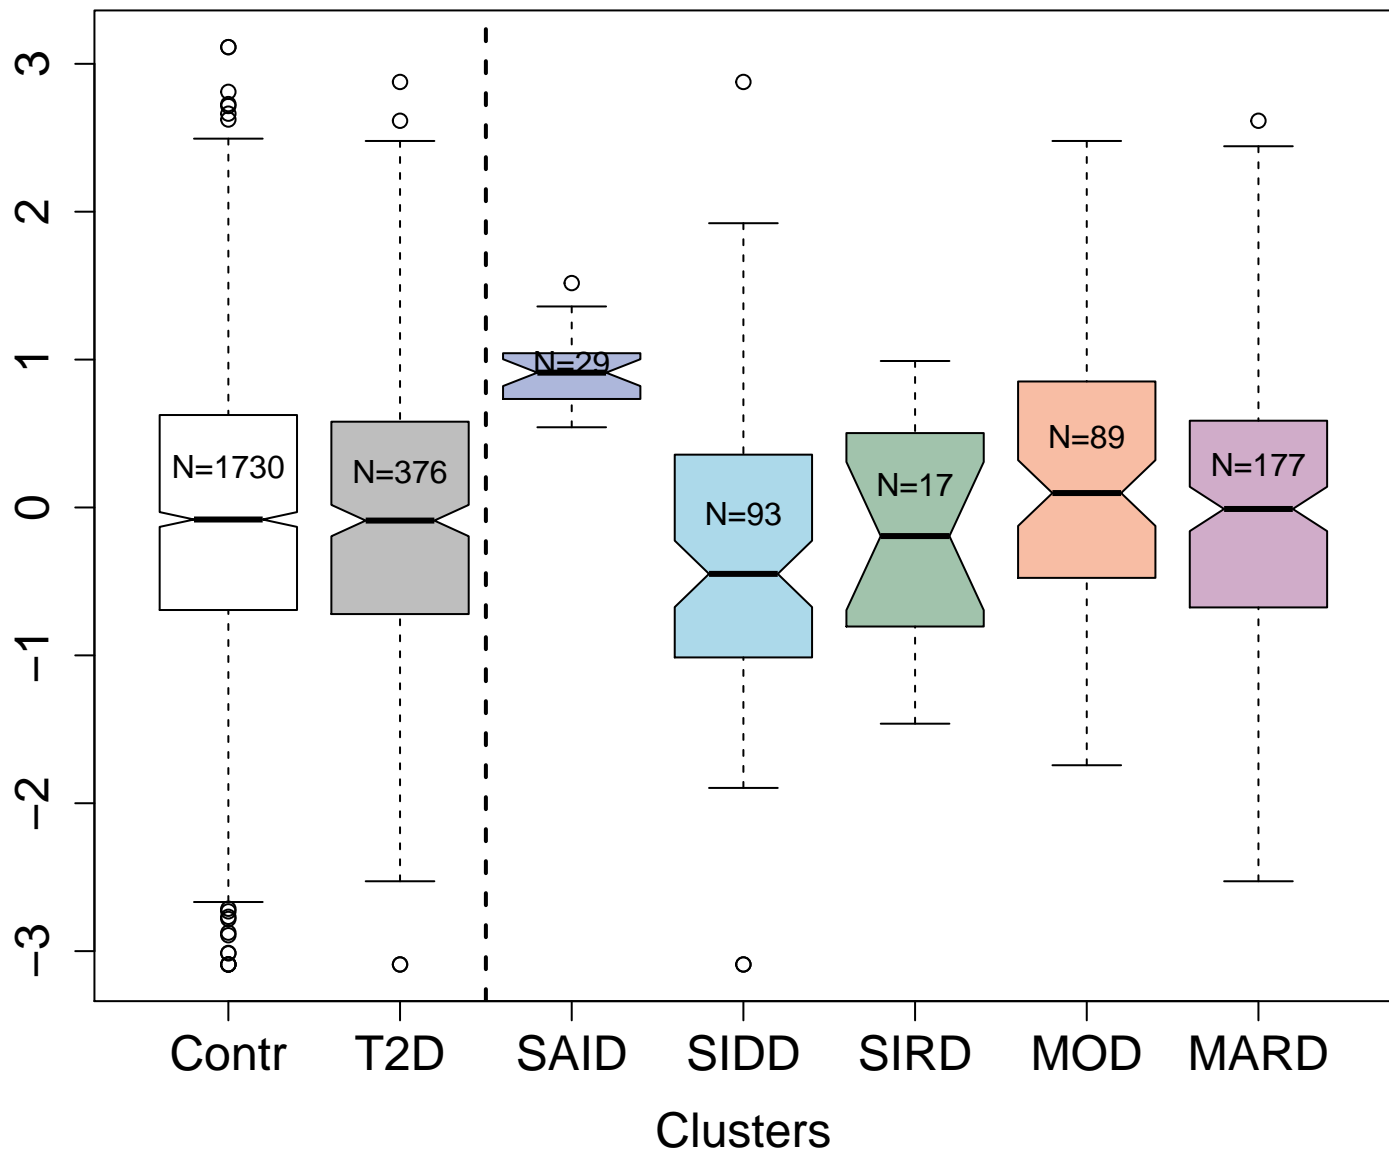 3
2
1
0
−1
−2
−3
N=1730
N=376
N=29
N=93
N=17
N=89
N=177
Contr T2D SAID SIDD SIRD MOD MARD
Clusters